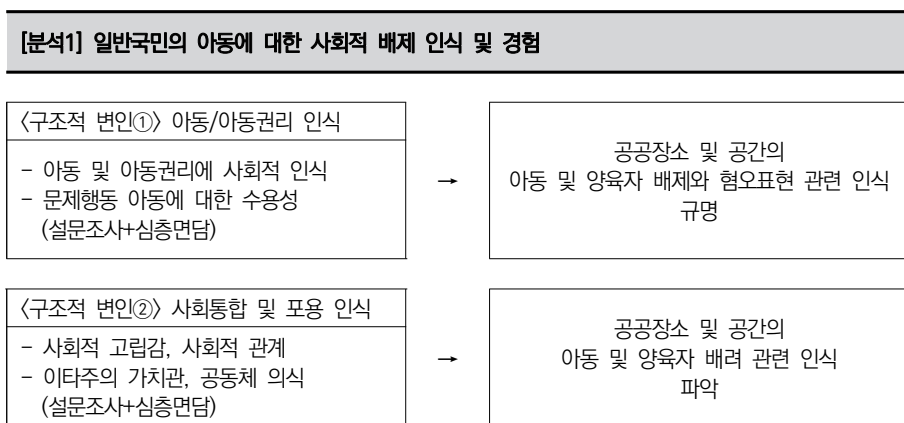 [분석1] 일반국민의 아동에 대한 사회적 배제 인식 및 경험
〈구조적 변인①〉 아동/아동권리 인식
- 아동 및 아동권리에 사회적 인식
- 문제행동 아동에 대한 수용성
(설문조사+심층면담)
→
공공장소 및 공간의
아동 및 양육자 배제와 혐오표현 관련 인식
규명
〈구조적 변인②〉 사회통합 및 포용 인식
- 사회적 고립감, 사회적 관계
- 이타주의 가치관, 공동체 의식
(설문조사+심층면담)
→
공공장소 및 공간의
아동 및 양육자 배려 관련 인식
파악